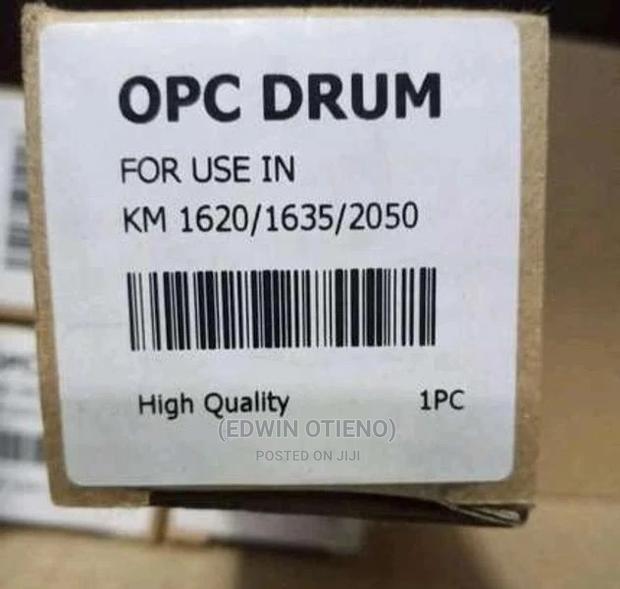 OPC DRUM
FOR USE IN
KM 1620/1635/2050
High Quality 1PC
(EDWIN OTIENO)
POSTED ON JIJI